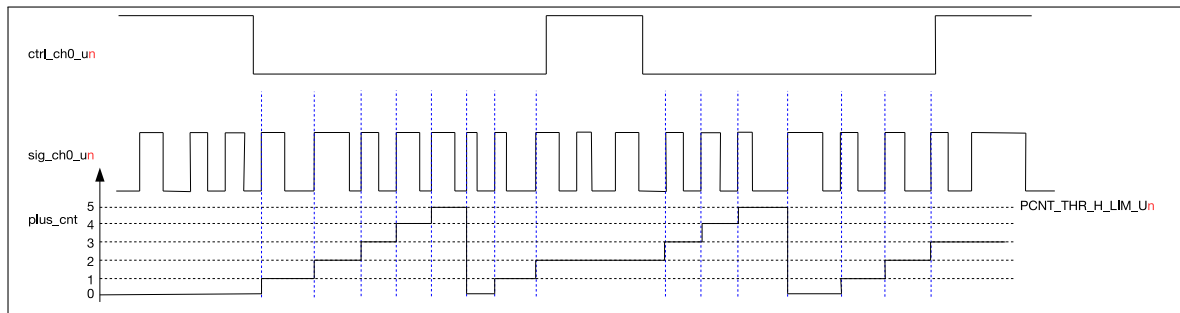 ctrl_ch0_un
sig_ch0_un
plus_cnt
5
4
3
2
1
0
PCNT_THR_H_LIM_Un